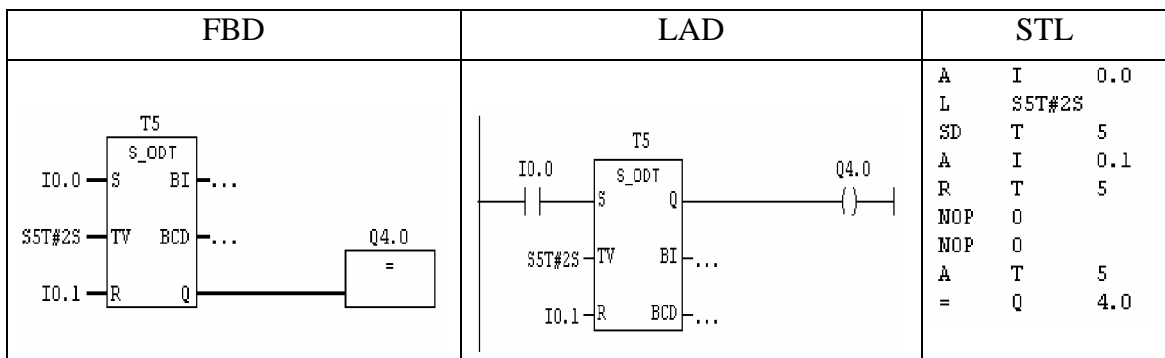 FBD LAD STL
T5
S_ODT
I0.0 S BI ...
S5T#2S TV BCD ...
Q4.0
=
I0.1 R Q
T5
I0.0 S_ODT Q4.0
S Q
( )
S5T#2S TV BI ...
I0.1 R BCD ...
A I 0.0
L S5T#2S
SD T 5
A I 0.1
R T 5
NOP 0
NOP 0
A T 5
= Q 4.0